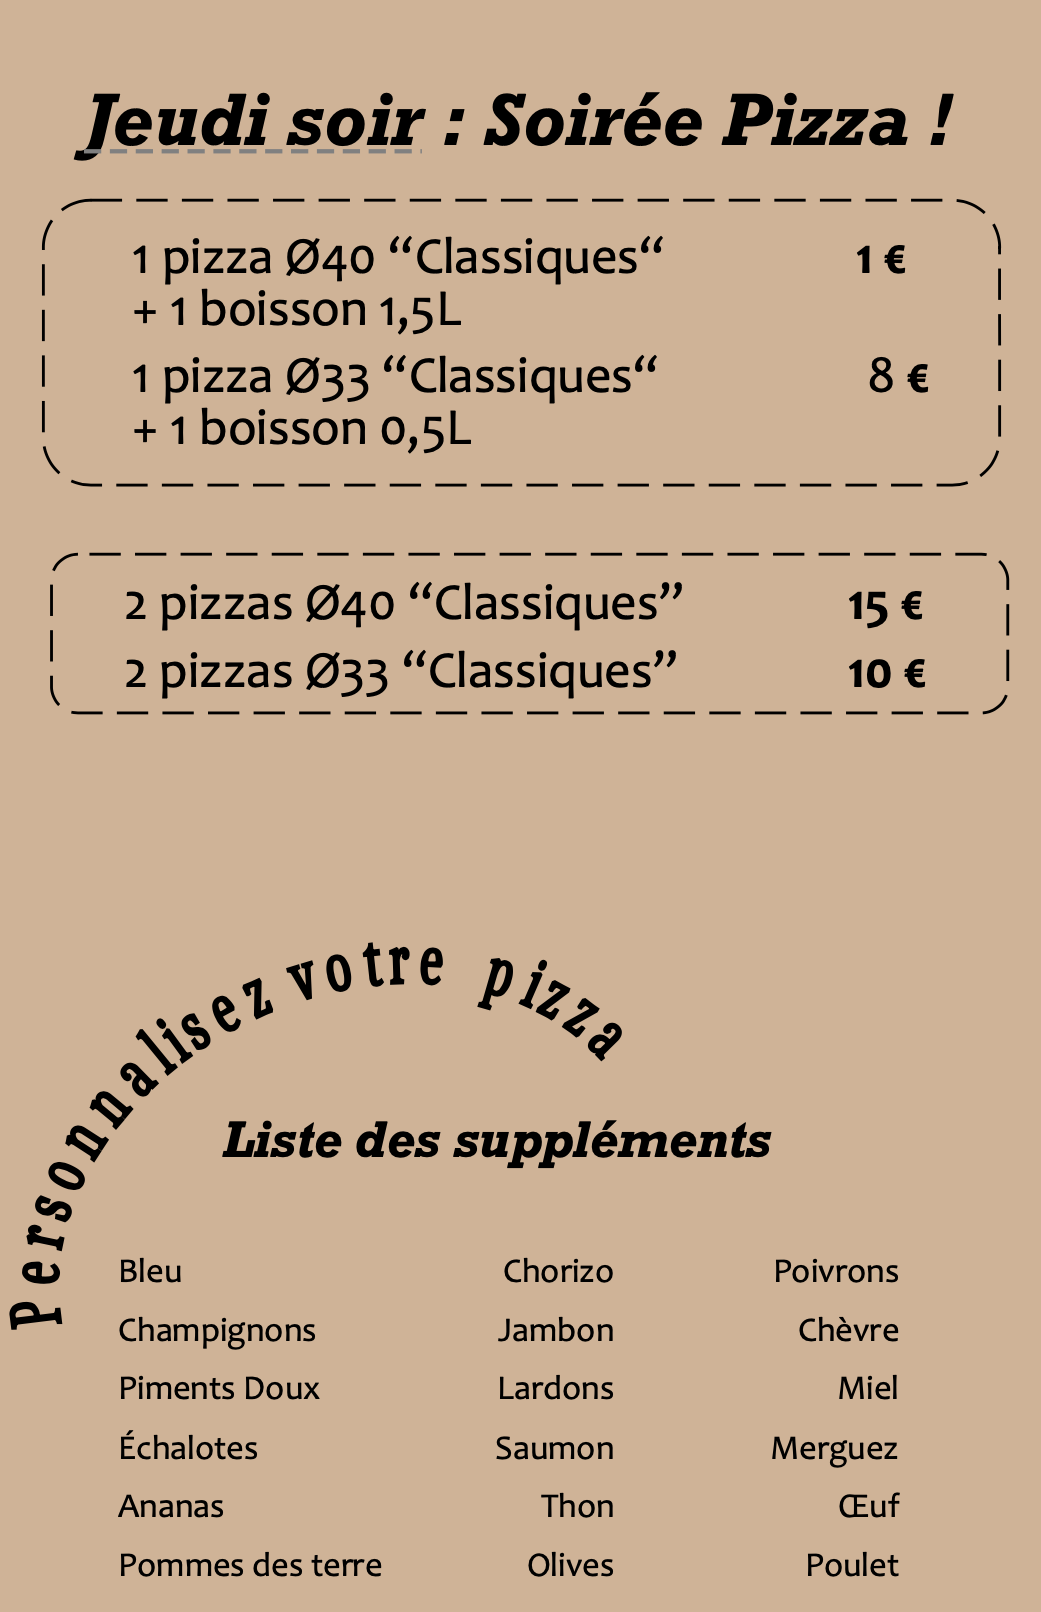 Jeudi soir : Soirée Pizza !
1 pizza Ø40 “Classiques“ 1 €
+ 1 boisson 1,5L
1 pizza Ø33 “Classiques“ 8 €
+ 1 boisson 0,5L
2 pizzas Ø40 “Classiques” 15 €
2 pizzas Ø33 “Classiques” 10 €
Personnalisez votre pizza
Liste des suppléments
Bleu Chorizo Poivrons
Champignons Jambon Chèvre
Piments Doux Lardons Miel
Échalotes Saumon Merguez
Ananas Thon Œuf
Pommes des terre Olives Poulet